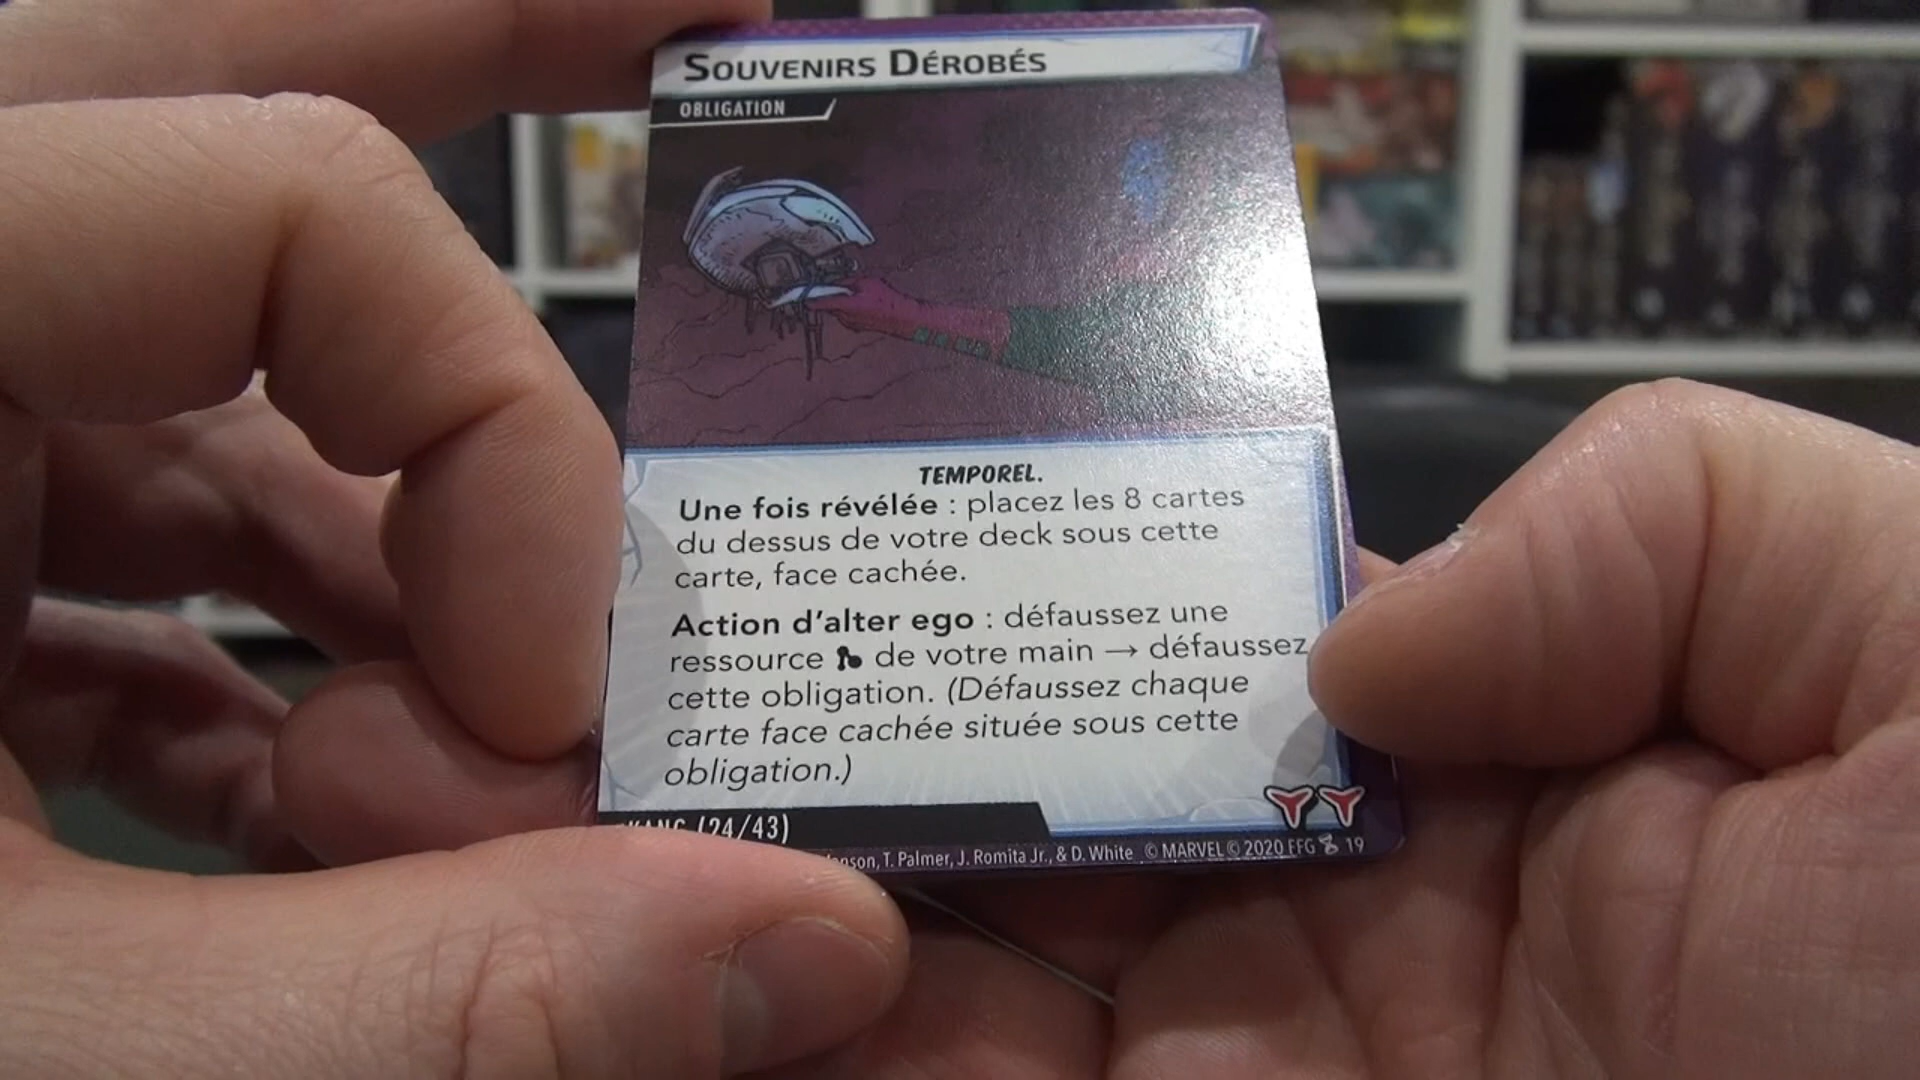 SOUVENIRS DÉROBÉS
OBLIGATION
TEMPOREL.
Une fois révélée : placez les 8 cartes
du dessus de votre deck sous cette
carte, face cachée.
Action d'alter ego : défaussez une
ressource de votre main → défaussez
cette obligation. (Défaussez chaque
carte face cachée située sous cette
obligation.)
KANG (24/43)
T. Palmer, J. Romita Jr., & D. White © MARVEL © 2020 FFG 19